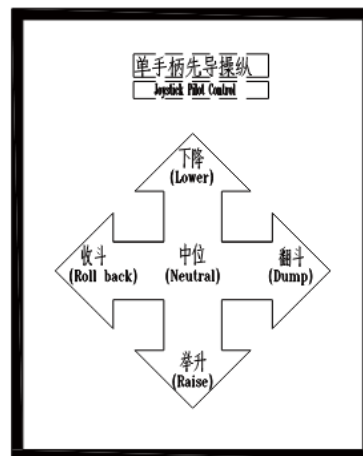 单手柄先导操纵
Joystick Pilot Control
下降
(Lower)
收斗
(Roll back)
中位
(Neutral)
翻斗
(Dump)
举升
(Raise)